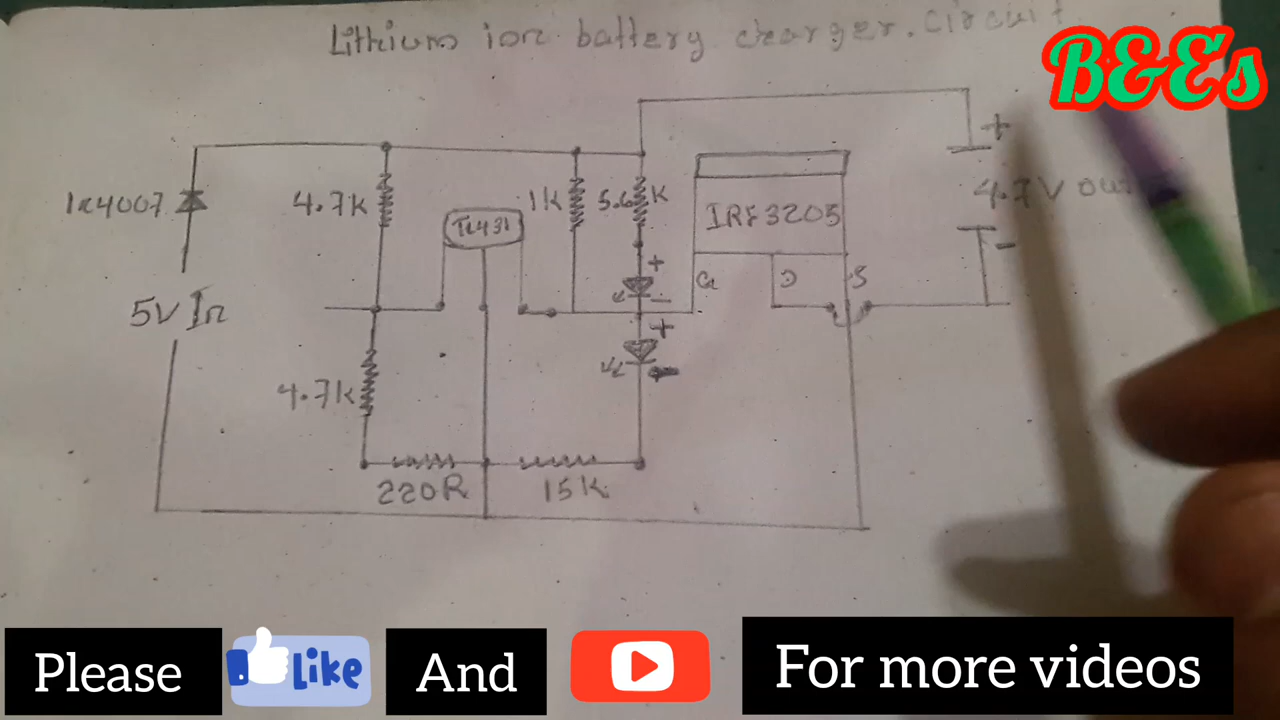 Lithium ion battery charger. circuit
B&Es
1n4007
4.7K
TL431
1K
5.6K
IRF3205
+
4.7V out
-
+
-
G
D
S
5V In
+
-
4.7K
220R
15K
Please Like And For more videos